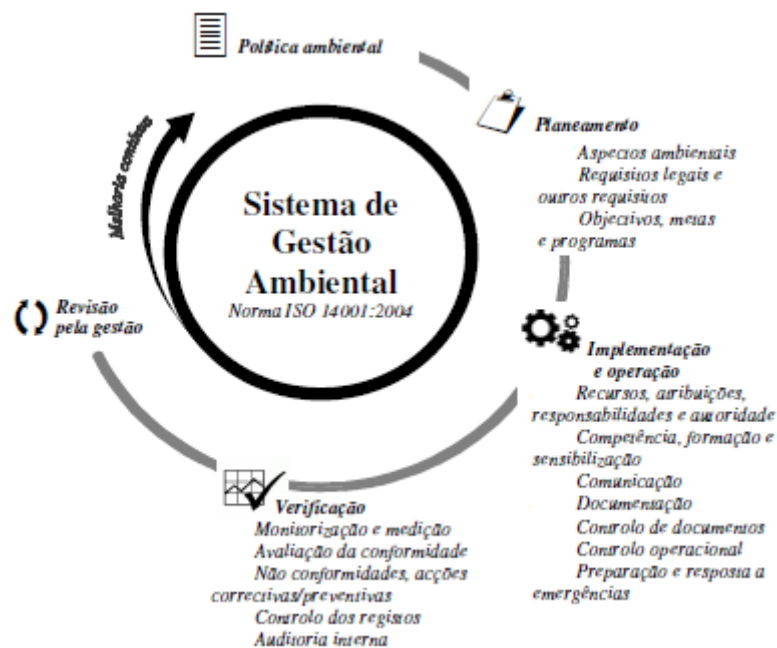 Política ambiental
Melhoria contínua
Planeamento
Aspectos ambientais
Requisitos legais e
outros requisitos
Objectivos, metas
e programas
Sistema de
Gestão
Ambiental
Norma ISO 14001:2004
Revisão
pela gestão
Implementação
e operação
Recursos, atribuições,
responsabilidades e autoridade
Competência, formação e
sensibilização
Comunicação
Documentação
Controlo de documentos
Controlo operacional
Preparação e resposta a
emergências
Verificação
Monitorização e medição
Avaliação da conformidade
Não conformidades, acções
correctivas/preventivas
Controlo dos registos
Auditoria interna